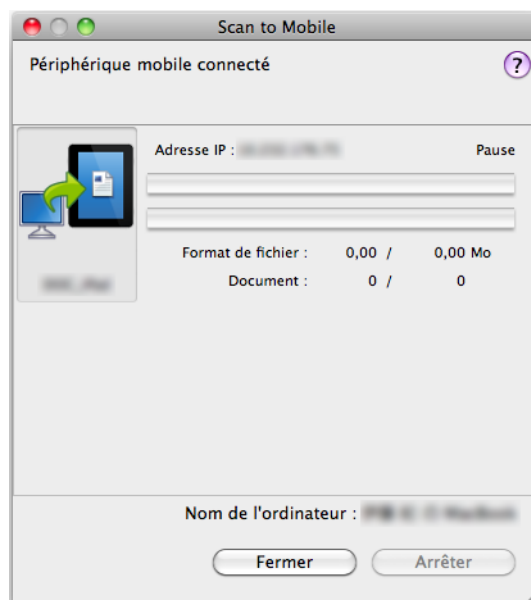 Scan to Mobile
Périphérique mobile connecté
?
Adresse IP :
Pause
Format de fichier : 0,00 / 0,00 Mo
Document : 0 / 0
Nom de l'ordinateur :
Fermer
Arrêter